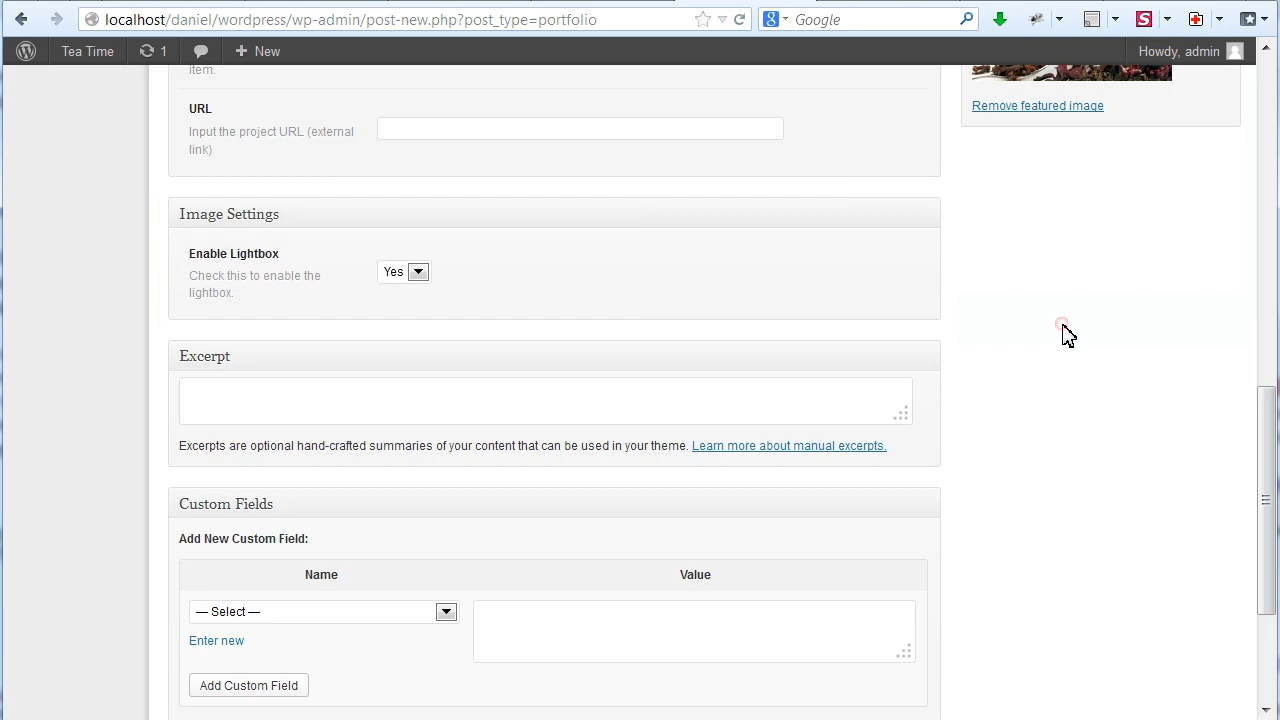 localhost/daniel/wordpress/wp-admin/post-new.php?post_type=portfolio
Google
Tea Time
1
New
Howdy, admin
item.
URL
Input the project URL (external
link)
Remove featured image
Image Settings
Enable Lightbox
Check this to enable the
lightbox.
Yes
Excerpt
Excerpts are optional hand-crafted summaries of your content that can be used in your theme. Learn more about manual excerpts.
Custom Fields
Add New Custom Field:
Name
Value
— Select —
Enter new
Add Custom Field